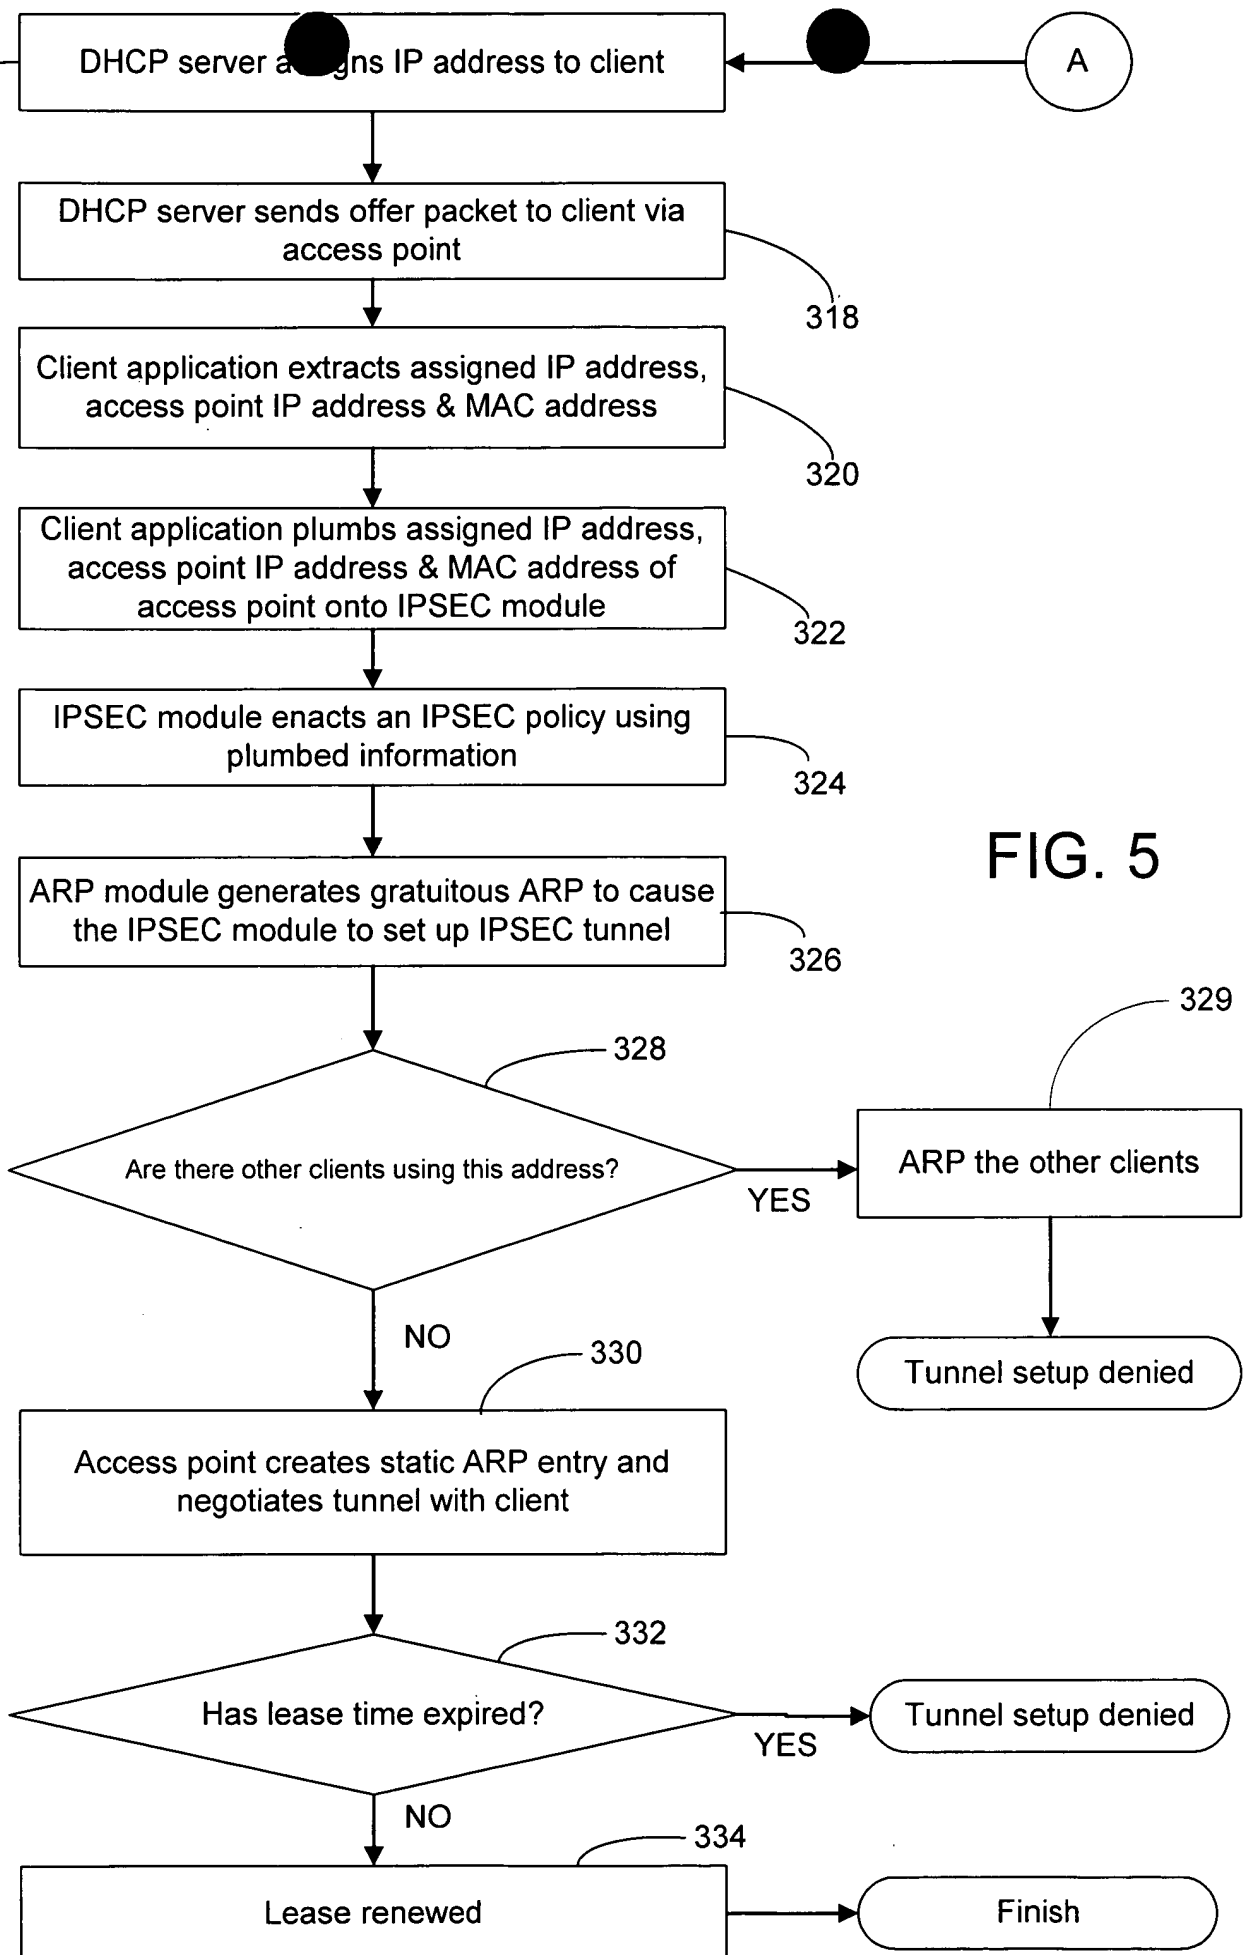 DHCP server a gns IP address to client
A
DHCP server sends offer packet to client via
access point
318
Client application extracts assigned IP address,
access point IP address & MAC address
320
Client application plumbs assigned IP address,
access point IP address & MAC address of
access point onto IPSEC module
322
IPSEC module enacts an IPSEC policy using
plumbed information
324
FIG. 5
ARP module generates gratuitous ARP to cause
the IPSEC module to set up IPSEC tunnel
326
329
328
Are there other clients using this address?
YES
ARP the other clients
NO
Tunnel setup denied
330
Access point creates static ARP entry and
negotiates tunnel with client
332
Has lease time expired?
YES
Tunnel setup denied
NO
334
Lease renewed
Finish